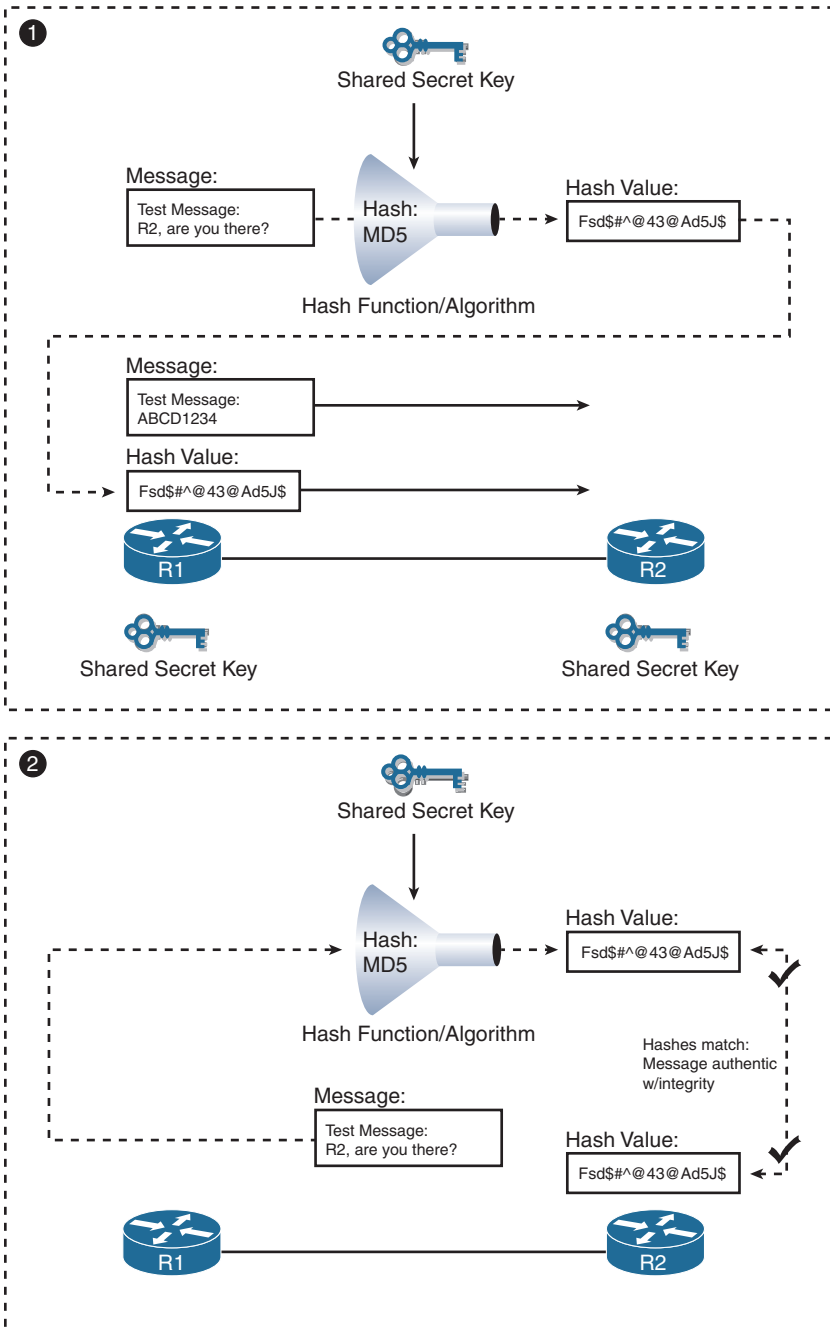 1
Shared Secret Key
Message:
Test Message:
R2, are you there?
Hash:
MD5
Hash Value:
Fsd$#^@43@Ad5J$
Hash Function/Algorithm
Message:
Test Message:
ABCD1234
Hash Value:
Fsd$#^@43@Ad5J$
R1
R2
Shared Secret Key
Shared Secret Key
2
Shared Secret Key
Hash:
MD5
Hash Value:
Fsd$#^@43@Ad5J$
Hash Function/Algorithm
Hashes match:
Message authentic
w/integrity
Message:
Test Message:
R2, are you there?
Hash Value:
Fsd$#^@43@Ad5J$
R1
R2